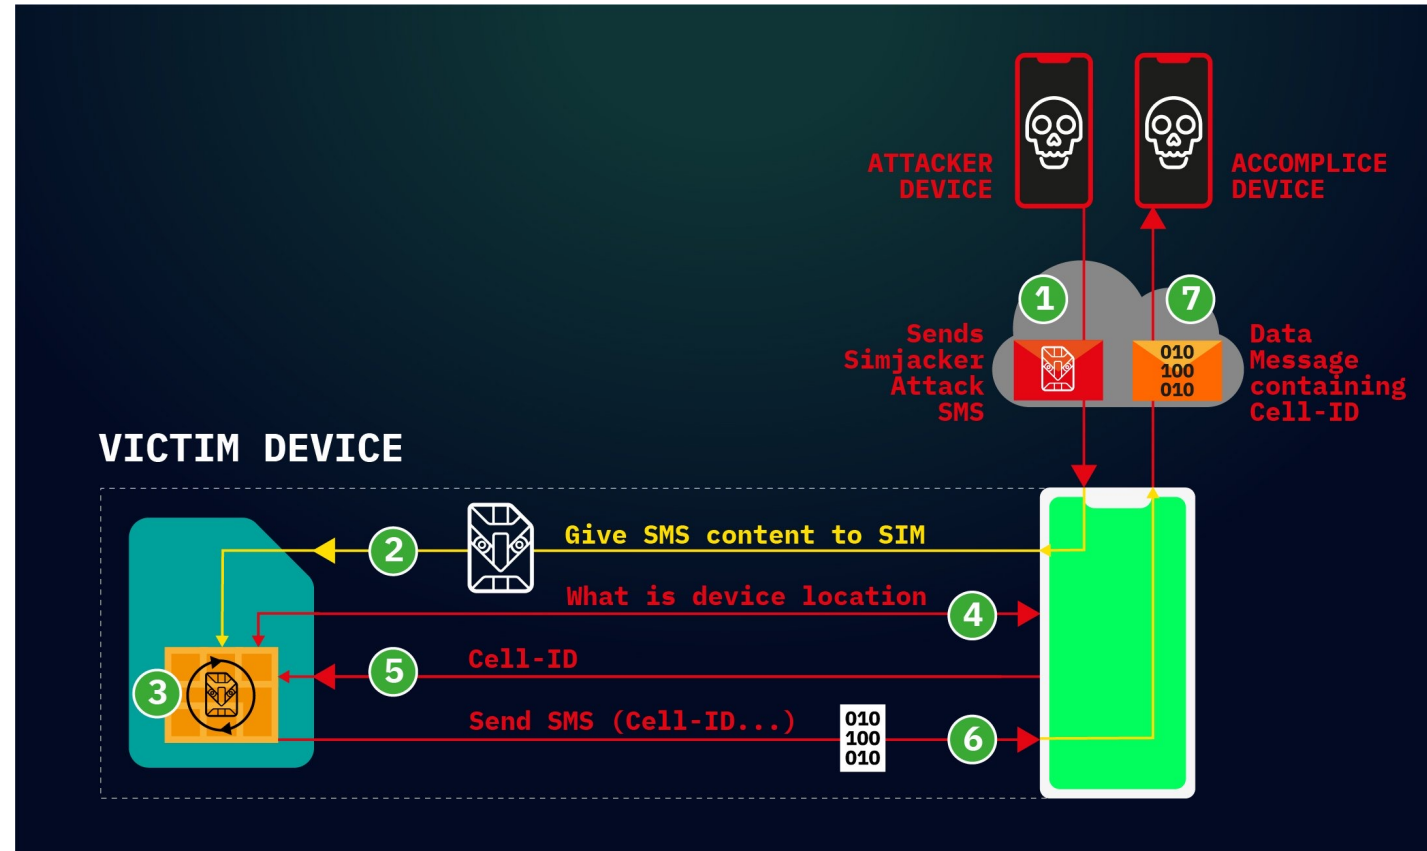 ATTACKER
DEVICE
ACCOMPLICE
DEVICE
1
7
Sends
Simjacker
Attack
SMS
010
100
010
Data
Message
containing
Cell-ID
VICTIM DEVICE
2
Give SMS content to SIM
What is device location
4
5
Cell-ID
3
Send SMS (Cell-ID...)
010
100
010
6